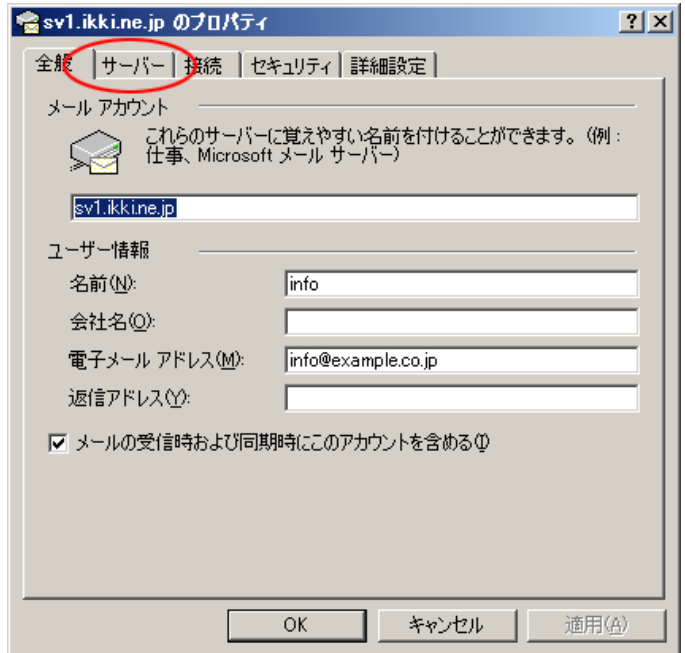 sv1.ikki.ne.jp のプロパティ
全般 サーバー 接続 セキュリティ 詳細設定
メール アカウント
これらのサーバーに覚えやすい名前を付けることができます。(例 :
仕事、Microsoft メール サーバー)
sv1.ikki.ne.jp
ユーザー情報
名前(N): info
会社名(O):
電子メール アドレス(M): info@example.co.jp
返信アドレス(Y):
メールの受信時および同期時にこのアカウントを含める(I)
OK キャンセル 適用(A)